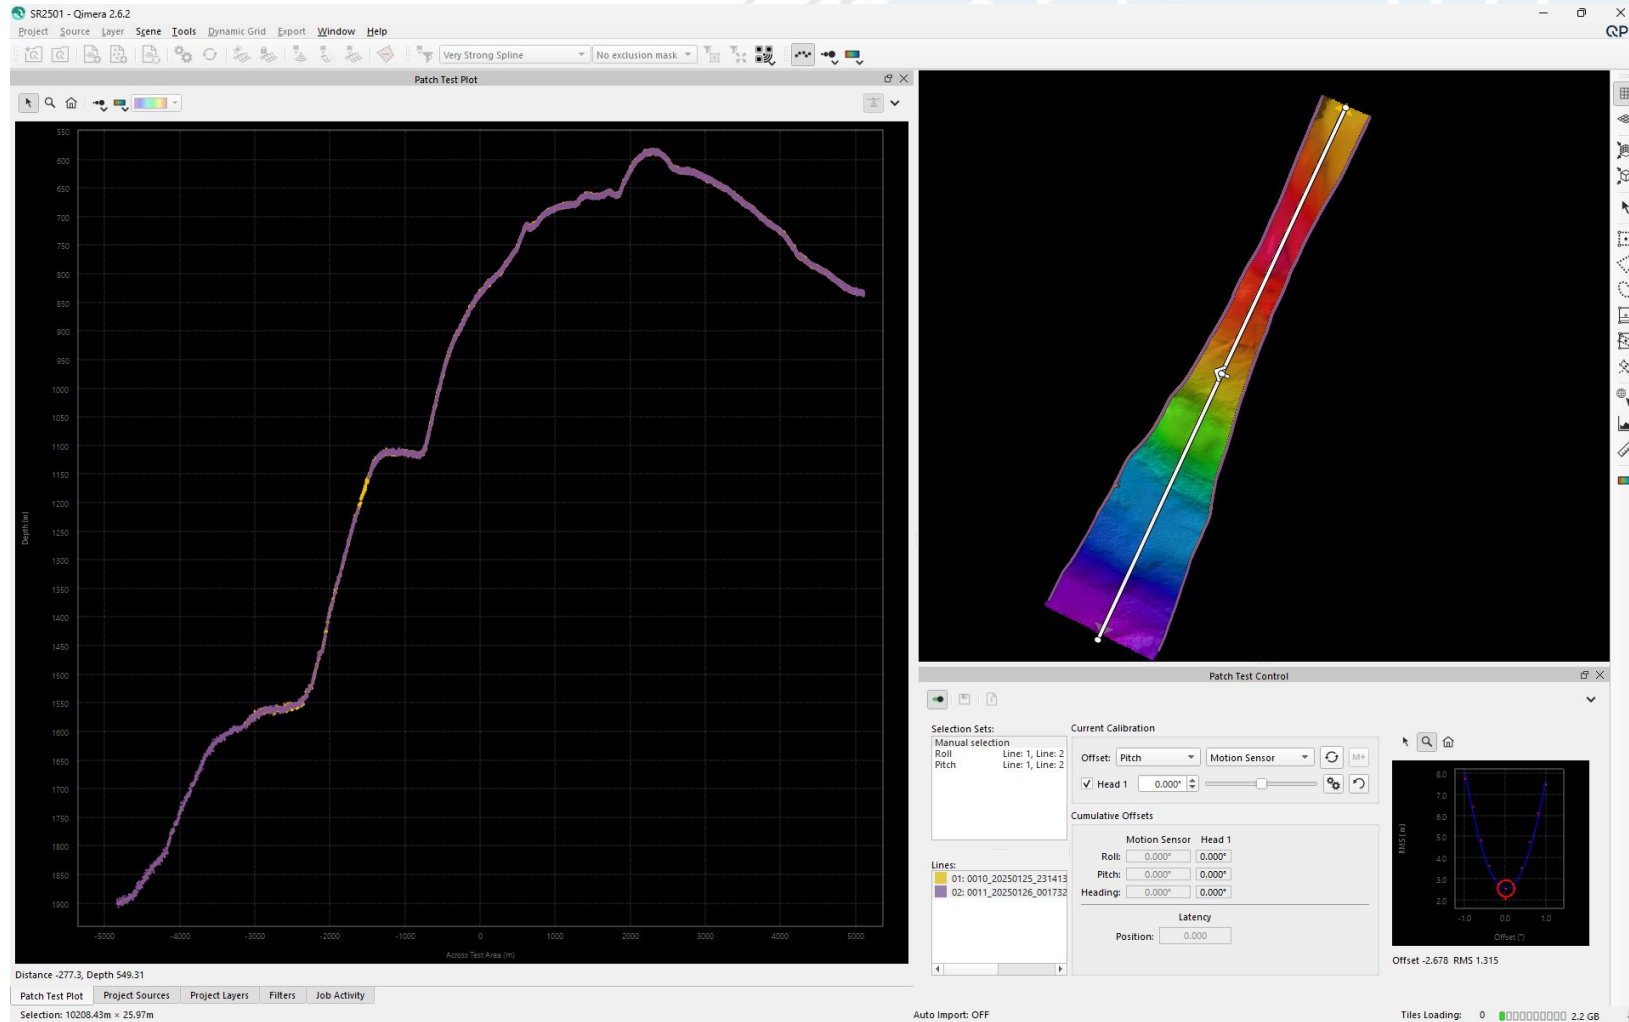 SR2501 - Qimera 2.6.2
Project Source Layer Scene Tools Dynamic Grid Export Window Help
QP
Very Strong Spline
No exclusion mask
M+
Patch Test Plot
550
600
650
700
750
800
850
900
950
1000
1050
1100
1150
1200
1250
1300
1350
1400
1450
1500
1550
1600
1650
1700
1750
1800
1850
1900
Depth (m)
-5000 -4000 -3000 -2000 -1000 0 1000 2000 3000 4000 5000
Across Test Area (m)
Distance -277.3, Depth 549.31
Patch Test Plot Project Sources Project Layers Filters Job Activity
Selection: 10208.43m × 25.97m
Patch Test Control
Selection Sets:
Manual selection
Roll Line: 1, Line: 2
Pitch Line: 1, Line: 2
Lines:
01: 0010_20250125_231413
02: 0011_20250126_001732
Current Calibration
Offset: Pitch Motion Sensor
Head 1 0.000°
Cumulative Offsets
Motion Sensor Head 1
Roll: 0.000° 0.000°
Pitch: 0.000° 0.000°
Heading: 0.000° 0.000°
Latency
Position: 0.000
8.0
7.0
6.0
5.0
4.0
3.0
2.0
RMS (m)
-1.0 0.0 1.0
Offset (°)
Offset -2.678 RMS 1.315
Auto Import: OFF
Tiles Loading: 0 2.2 GB